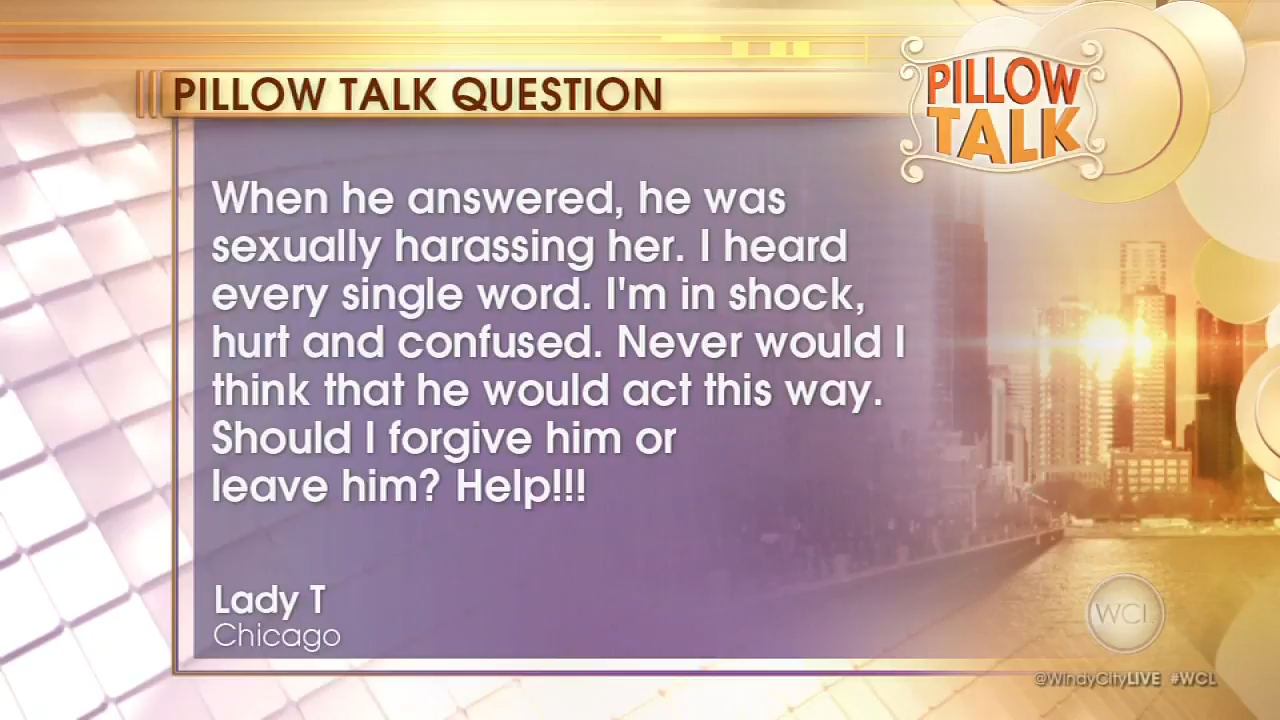 PILLOW TALK QUESTION
PILLOW
TALK
When he answered, he was
sexually harassing her. I heard
every single word. I'm in shock,
hurt and confused. Never would I
think that he would act this way.
Should I forgive him or
leave him? Help!!!
Lady T
Chicago
WCL
@WindyCityLIVE #WCL